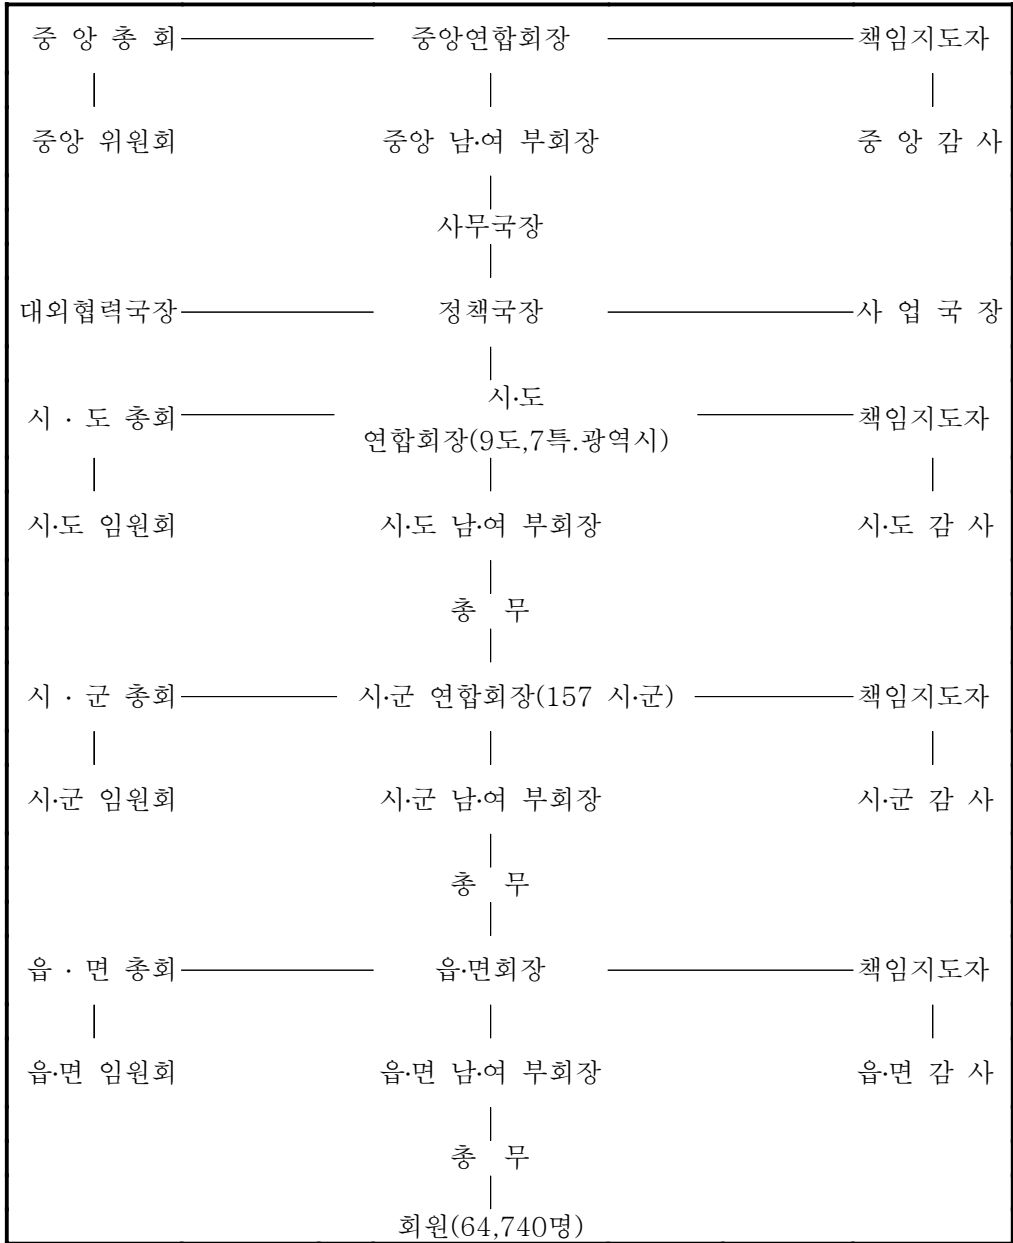 중 앙 총 회 중앙연합회장 책임지도자
중앙 위원회 중앙 남·여 부회장 중 앙 감 사
사무국장
대외협력국장 정책국장 사 업 국 장
시·도
시 · 도 총회 연합회장(9도,7특.광역시) 책임지도자
시·도 임원회 시·도 남·여 부회장 시·도 감 사
총 무
시 · 군 총회 시·군 연합회장(157 시·군) 책임지도자
시·군 임원회 시·군 남·여 부회장 시·군 감 사
총 무
읍 · 면 총회 읍·면회장 책임지도자
읍·면 임원회 읍·면 남·여 부회장 읍·면 감 사
총 무
회원(64,740명)